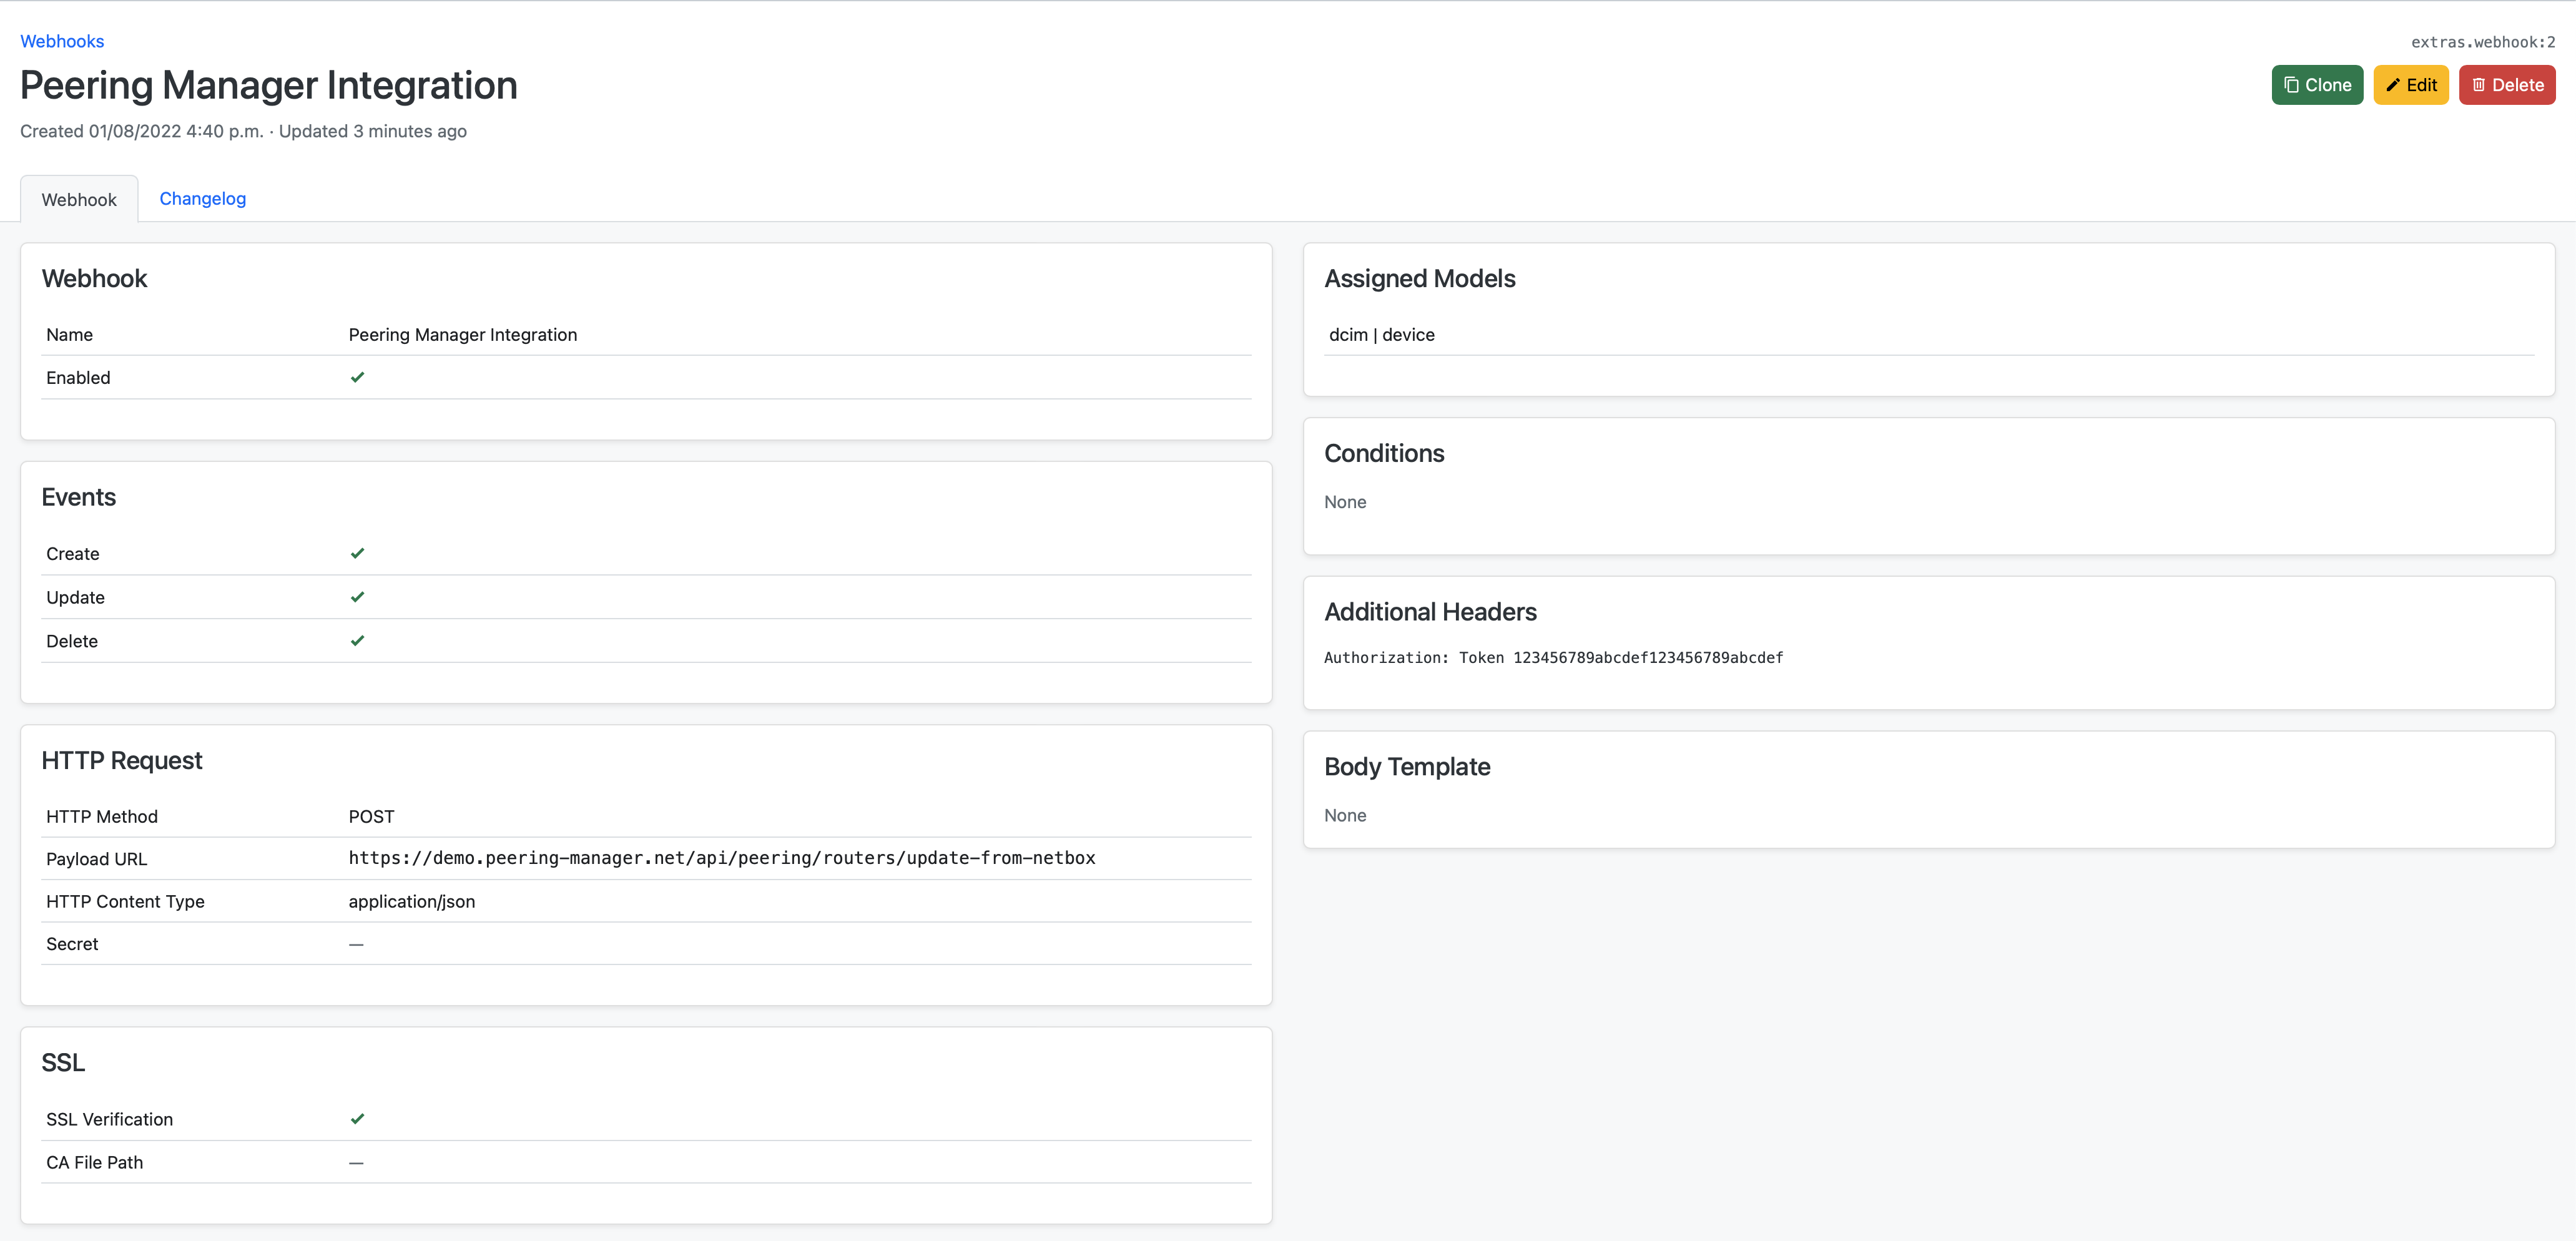 Webhooks
extras.webhook:2
Peering Manager Integration
Clone
Edit
Delete
Created 01/08/2022 4:40 p.m. · Updated 3 minutes ago
Webhook
Changelog
Webhook
Name Peering Manager Integration
Enabled
Events
Create
Update
Delete
HTTP Request
HTTP Method POST
Payload URL https://demo.peering-manager.net/api/peering/routers/update-from-netbox
HTTP Content Type application/json
Secret —
SSL
SSL Verification
CA File Path —
Assigned Models
dcim | device
Conditions
None
Additional Headers
Authorization: Token 123456789abcdef123456789abcdef
Body Template
None